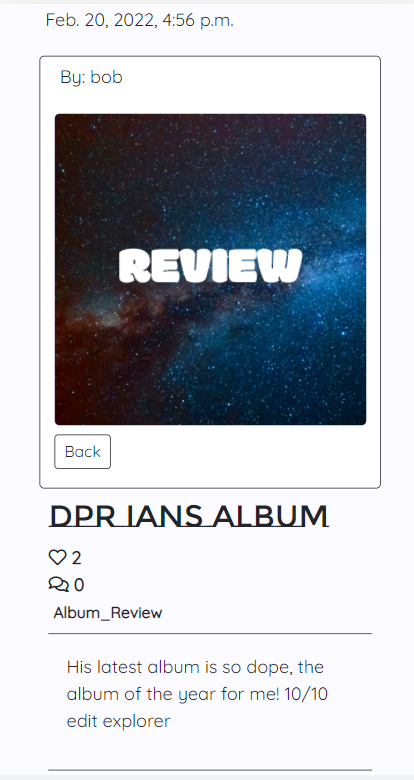 Feb. 20, 2022, 4:56 p.m.
By: bob
REVIEW
Back
DPR IANS ALBUM
2
0
Album_Review
His latest album is so dope, the
album of the year for me! 10/10
edit explorer